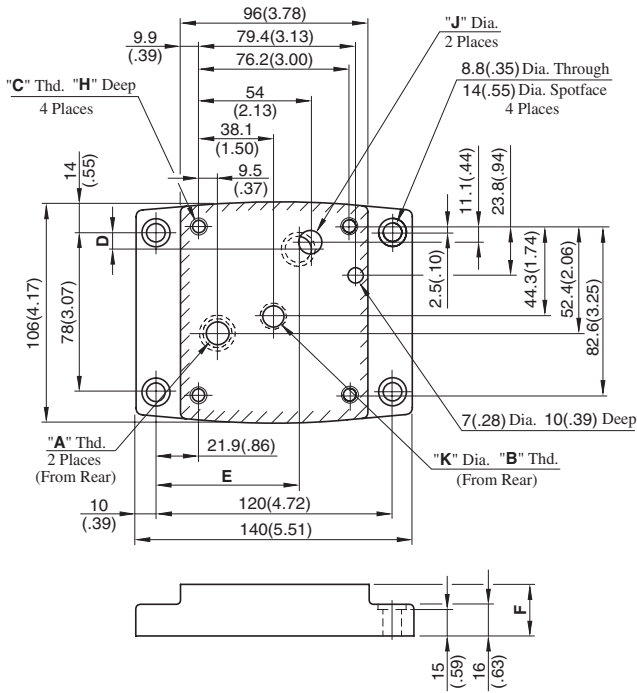 96(3.78)
"J" Dia.
2 Places
9.9
(.39)
79.4(3.13)
76.2(3.00)
8.8(.35) Dia. Through
14(.55) Dia. Spotface
4 Places
"C" Thd. "H" Deep
4 Places
54
(2.13)
38.1
(1.50)
14
(.55)
9.5
(.37)
11.1(.44)
23.8(.94)
D
106(4.17)
78(3.07)
2.5(.10)
44.3(1.74)
52.4(2.06)
82.6(3.25)
7(.28) Dia. 10(.39) Deep
"A" Thd.
2 Places
(From Rear)
21.9(.86)
"K" Dia. "B" Thd.
(From Rear)
E
10
(.39)
120(4.72)
140(5.51)
F
15
(.59)
16
(.63)